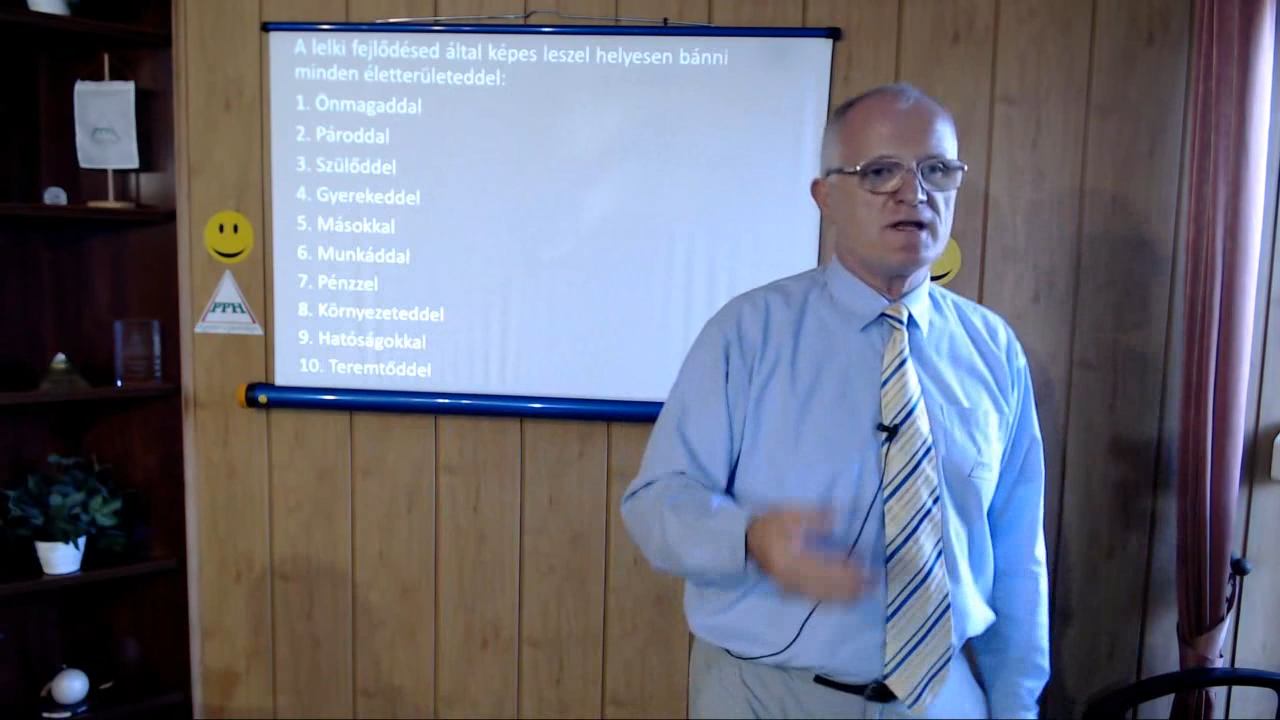 A lelki fejlődésed által képes leszel helyesen bánni
minden életterületeddel:
1. Önmagaddal
2. Pároddal
3. Szülőddel
4. Gyerekeddel
5. Másokkal
6. Munkáddal
7. Pénzzel
8. Környezeteddel
9. Hatóságokkal
10. Teremtőddel
PPH